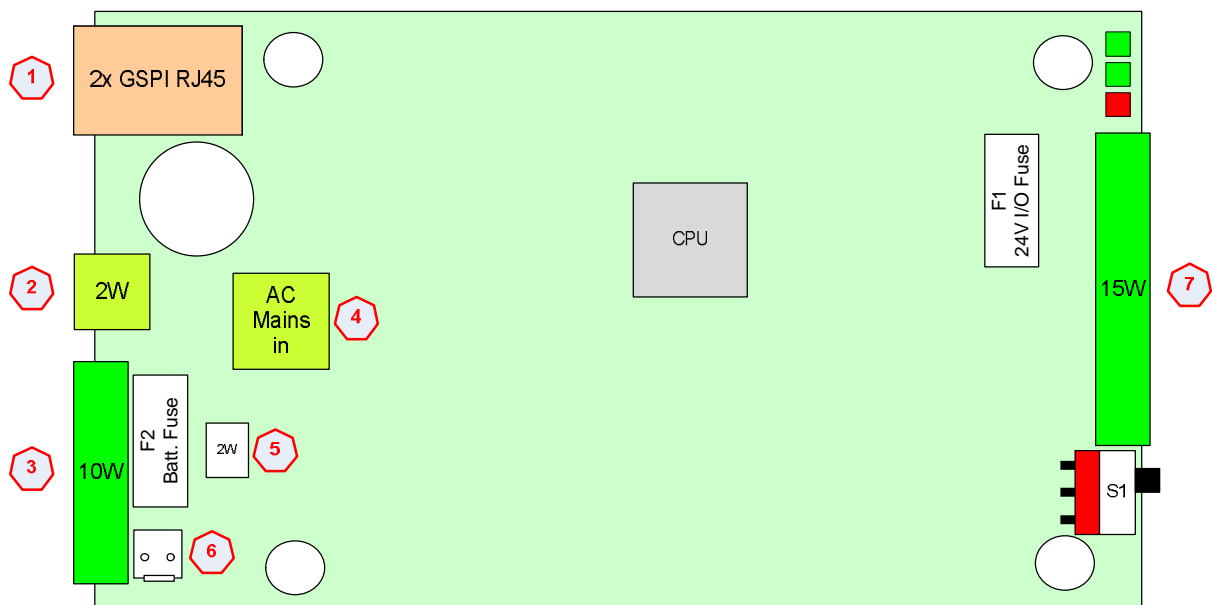 1
2x GSPI RJ45
F1
24V I/O Fuse
CPU
2
2W
AC
Mains
in
4
15W
7
3
10W
F2
Batt. Fuse
2W
5
S1
6